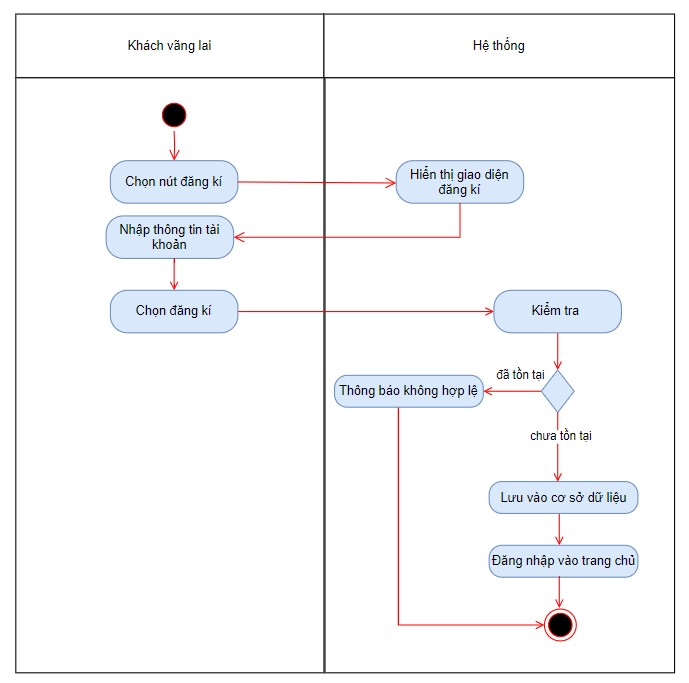 Khách vãng lai
Hệ thống
Chọn nút đăng kí
Hiển thị giao diện
đăng kí
Nhập thông tin tài
khoản
Chọn đăng kí
Kiểm tra
đã tồn tại
Thông báo không hợp lệ
chưa tồn tại
Lưu vào cơ sở dữ liệu
Đăng nhập vào trang chủ